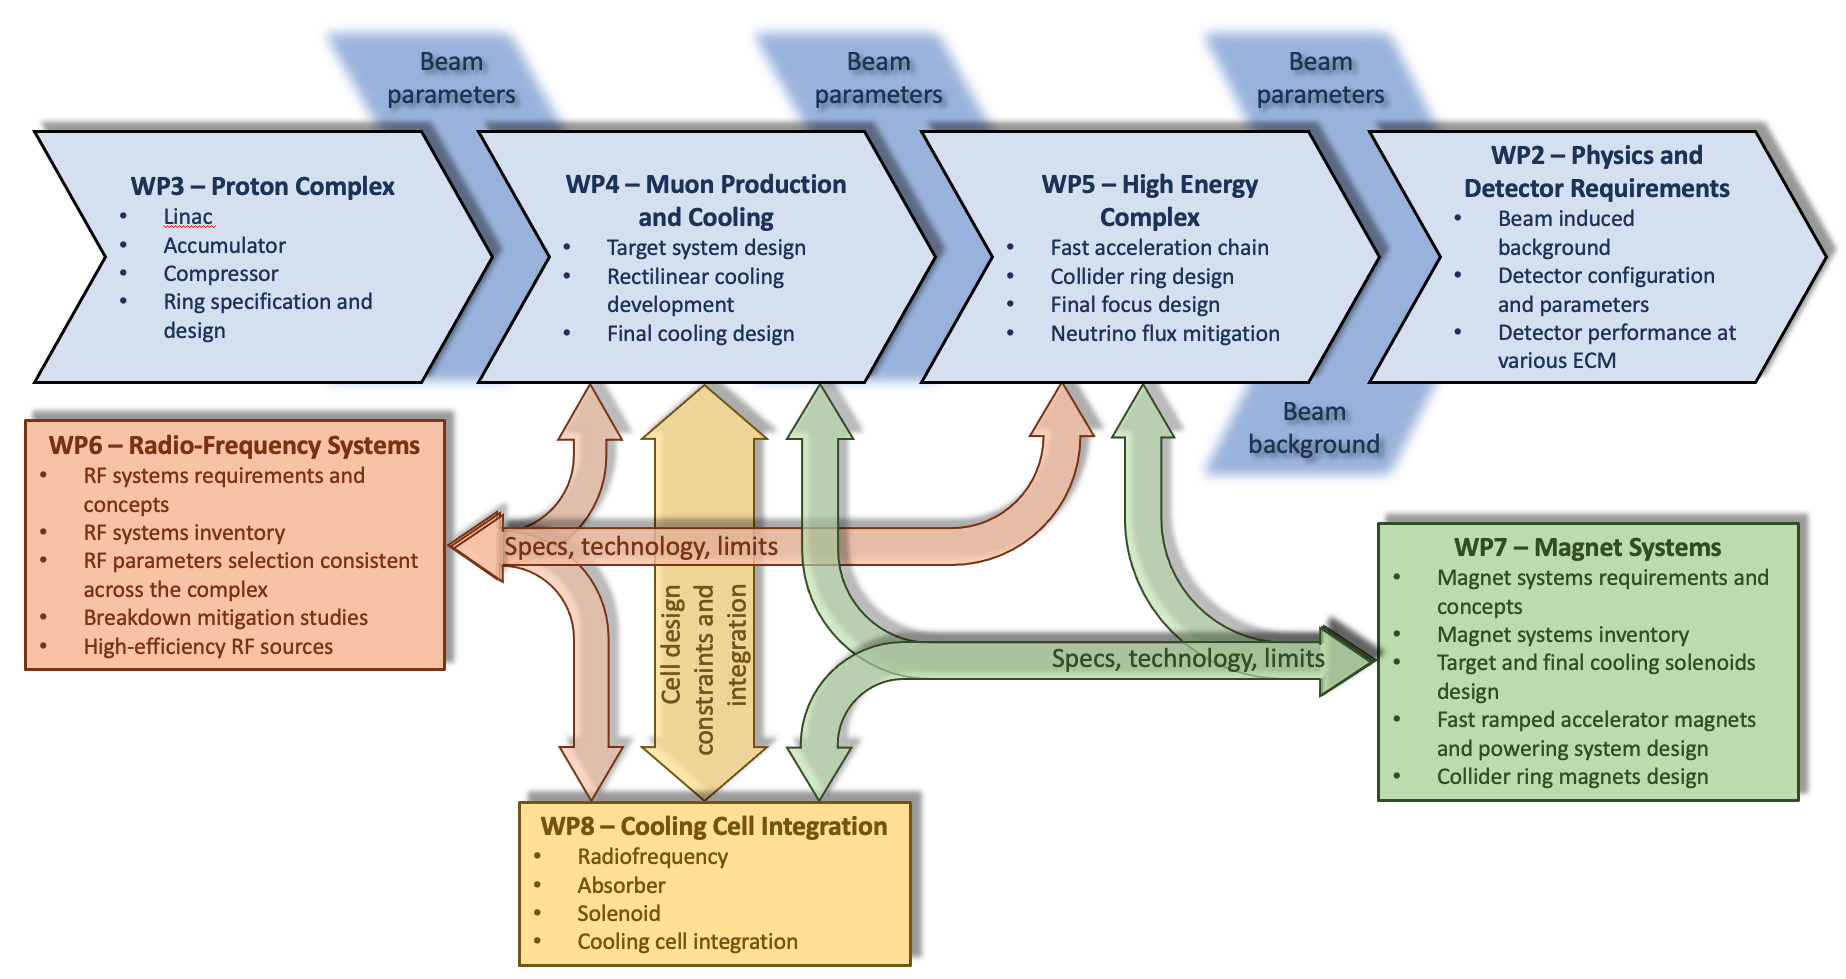 Beam
parameters
Beam
parameters
Beam
parameters
WP3 – Proton Complex
• Linac
• Accumulator
• Compressor
• Ring specification and
design
WP4 – Muon Production
and Cooling
• Target system design
• Rectilinear cooling
development
• Final cooling design
WP5 – High Energy
Complex
• Fast acceleration chain
• Collider ring design
• Final focus design
• Neutrino flux mitigation
WP2 – Physics and
Detector Requirements
• Beam induced
background
• Detector configuration
and parameters
• Detector performance at
various ECM
Beam
background
WP6 – Radio-Frequency Systems
• RF systems requirements and
concepts
• RF systems inventory
• RF parameters selection consistent
across the complex
• Breakdown mitigation studies
• High-efficiency RF sources
Specs, technology, limits
Cell design
constraints and
integration
Specs, technology, limits
WP7 – Magnet Systems
• Magnet systems requirements and
concepts
• Magnet systems inventory
• Target and final cooling solenoids
design
• Fast ramped accelerator magnets
and powering system design
• Collider ring magnets design
WP8 – Cooling Cell Integration
• Radiofrequency
• Absorber
• Solenoid
• Cooling cell integration